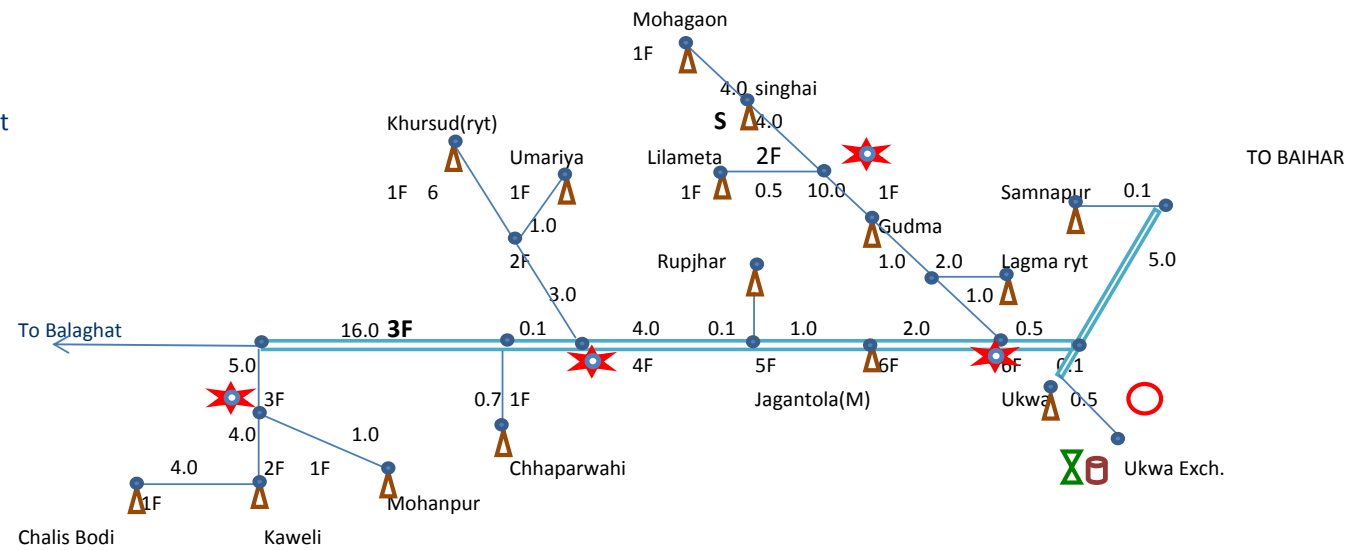 Mohagaon
1F
4.0 singhai
t
Khursud(ryt)
S 4.0
Umariya
Lilameta 2F
TO BAIHAR
1F 6 1F
1F 0.5 10.0 1F
Samnapur 0.1
1.0
Gudma
2F
Rupjhar
1.0 2.0 Lagma ryt
5.0
3.0
1.0
To Balaghat
16.0 3F 0.1 4.0 0.1 1.0 2.0 0.5
5.0
4F 5F 6F 6F 0.1
3F
0.7 1F
Jagantola(M)
Ukwa 0.5
4.0 1.0
4.0 2F 1F
Chhaparwahi
Ukwa Exch.
1F
Mohanpur
Chalis Bodi
Kaweli